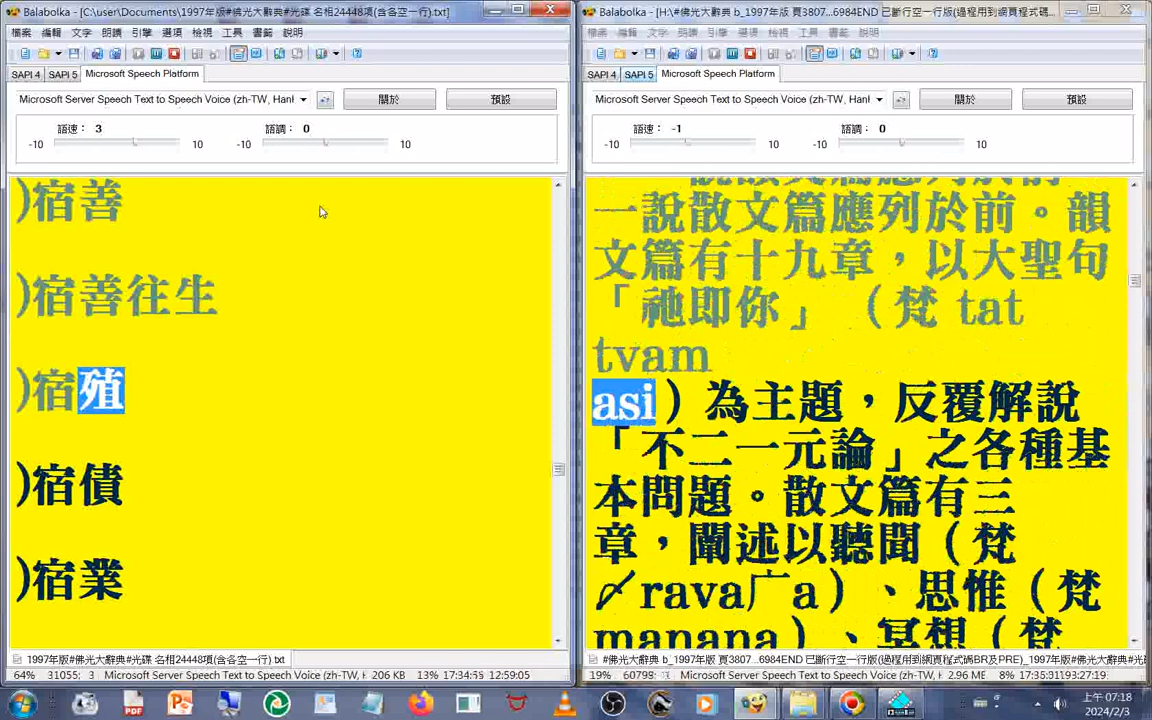 Balabolka - [C:\user\Documents\1997年版#佛光大辭典#光碟 名相24448項(含各空一行).txt]
檔案 編輯 文字 朗讀 引擎 選項 檢視 工具 書籤 說明
SAPI 4 SAPI 5 Microsoft Speech Platform
Microsoft Server Speech Text to Speech Voice (zh-TW, Hanl 關於 預設
語速： 3 語調： 0
-10 10 -10 10
)宿善
)宿善往生
)宿殖
)宿債
)宿業
1997年版#佛光大辭典#光碟 名相24448項(含各空一行).txt
64% 31105: 3 Microsoft Server Speech Text to Speech Voice (zh-TW, H 206 KB 13% 17:34:55 12:59:05
Balabolka - [H:\#佛光大辭典 b_1997年版 頁3807...6984END 已斷行空一行版(過程用到網頁程式碼...
檔案 編輯 文字 朗讀 引擎 選項 檢視 工具 書籤 說明
SAPI 4 SAPI 5 Microsoft Speech Platform
Microsoft Server Speech Text to Speech Voice (zh-TW, Hanl 關於 預設
語速： -1 語調： 0
-10 10 -10 10
一說散文篇應列於前。韻
文篇有十九章，以大聖句
「祂即你」（梵 tat
tvam
asi）為主題，反覆解說
「不二一元論」之各種基
本問題。散文篇有三
章，闡述以聽聞（梵
〆rava广a）、思惟（梵
manana）、冥想（梵
#佛光大辭典 b_1997年版 頁3807...6984END 已斷行空一行版(過程用到網頁程式碼BR及PRE)_1997年版#佛光
19% Microsoft Server Speech Text to Speech Voice (zh-TW, H 2.96 ME
上午 07:18
2024/2/3